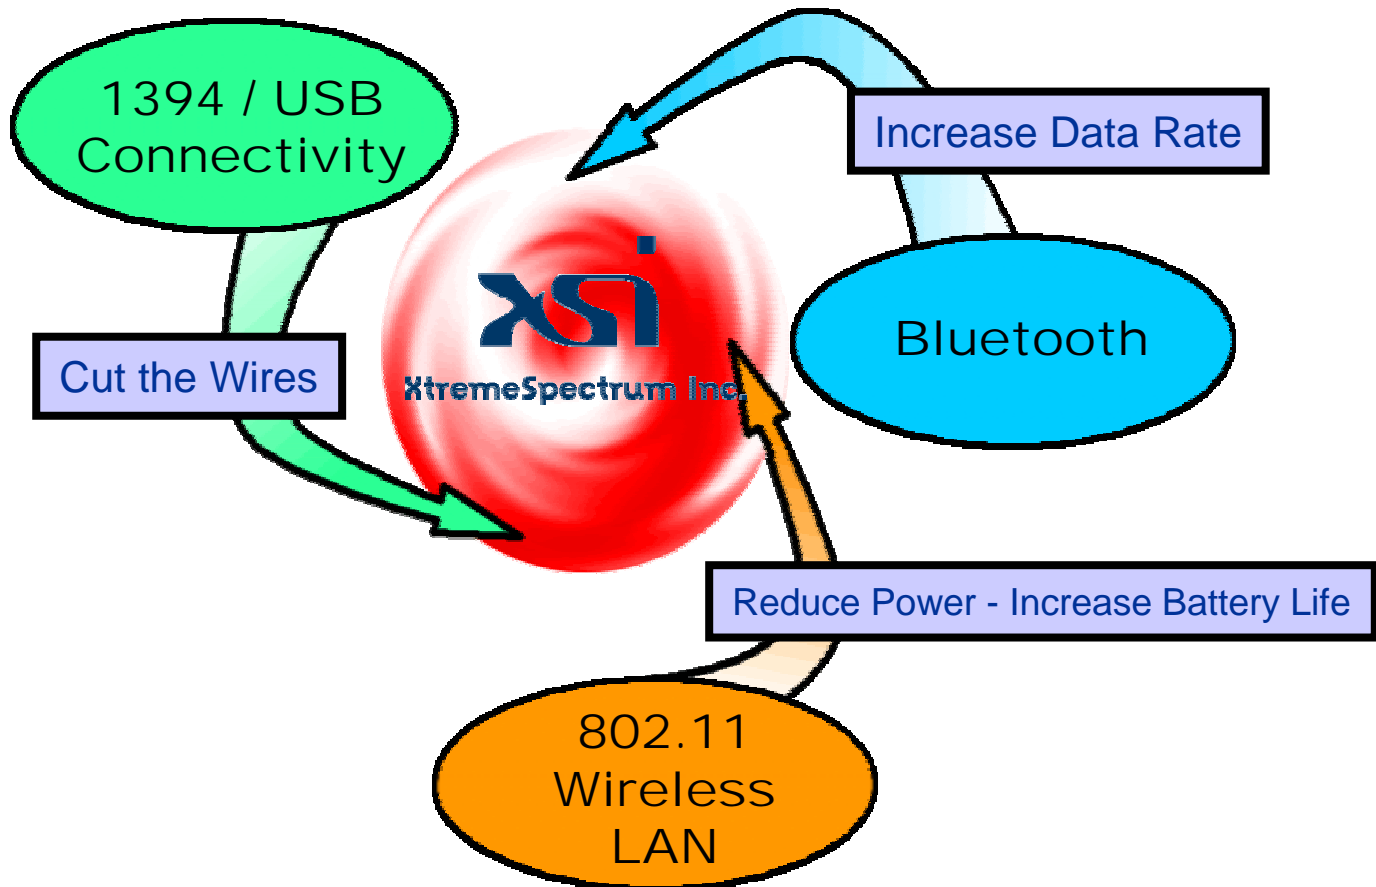 1394 / USB
Connectivity
Increase Data Rate
xsi
XtremeSpectrum Inc.
Bluetooth
Cut the Wires
Reduce Power - Increase Battery Life
802.11
Wireless
LAN